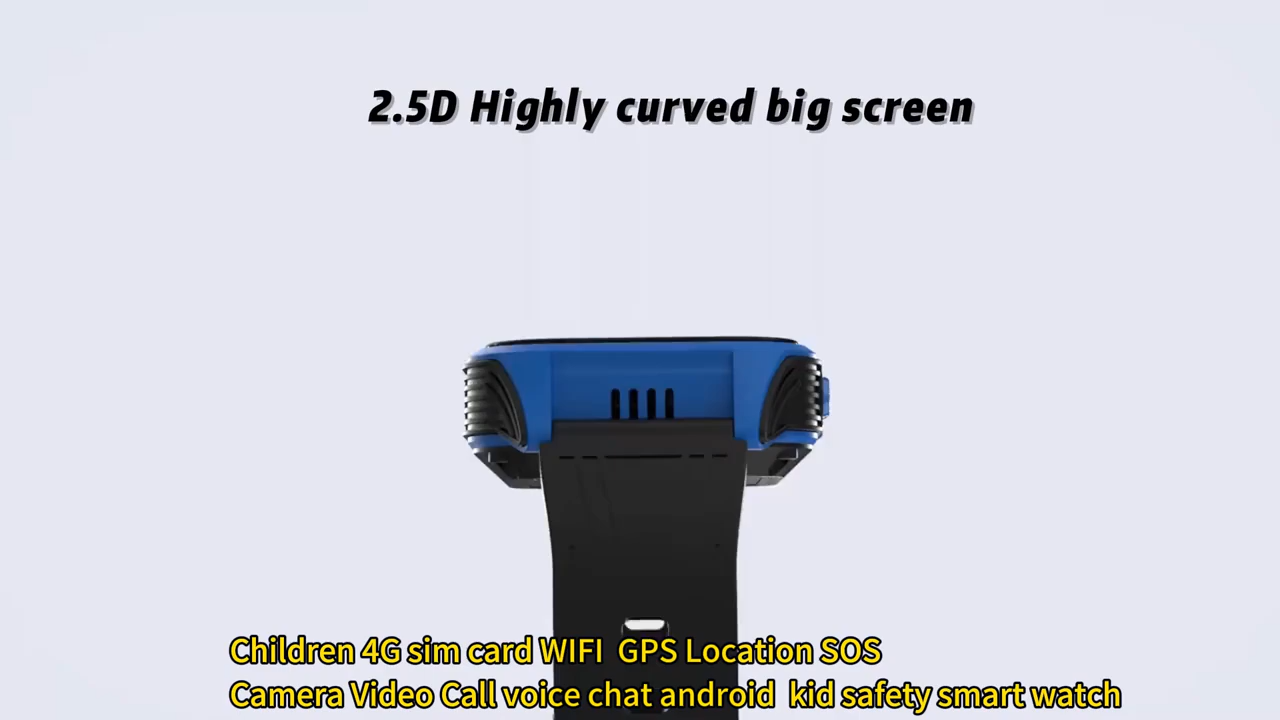 2.5D Highly curved big screen
Children 4G sim card WIFI GPS Location SOS
Camera Video Call voice chat android kid safety smart watch